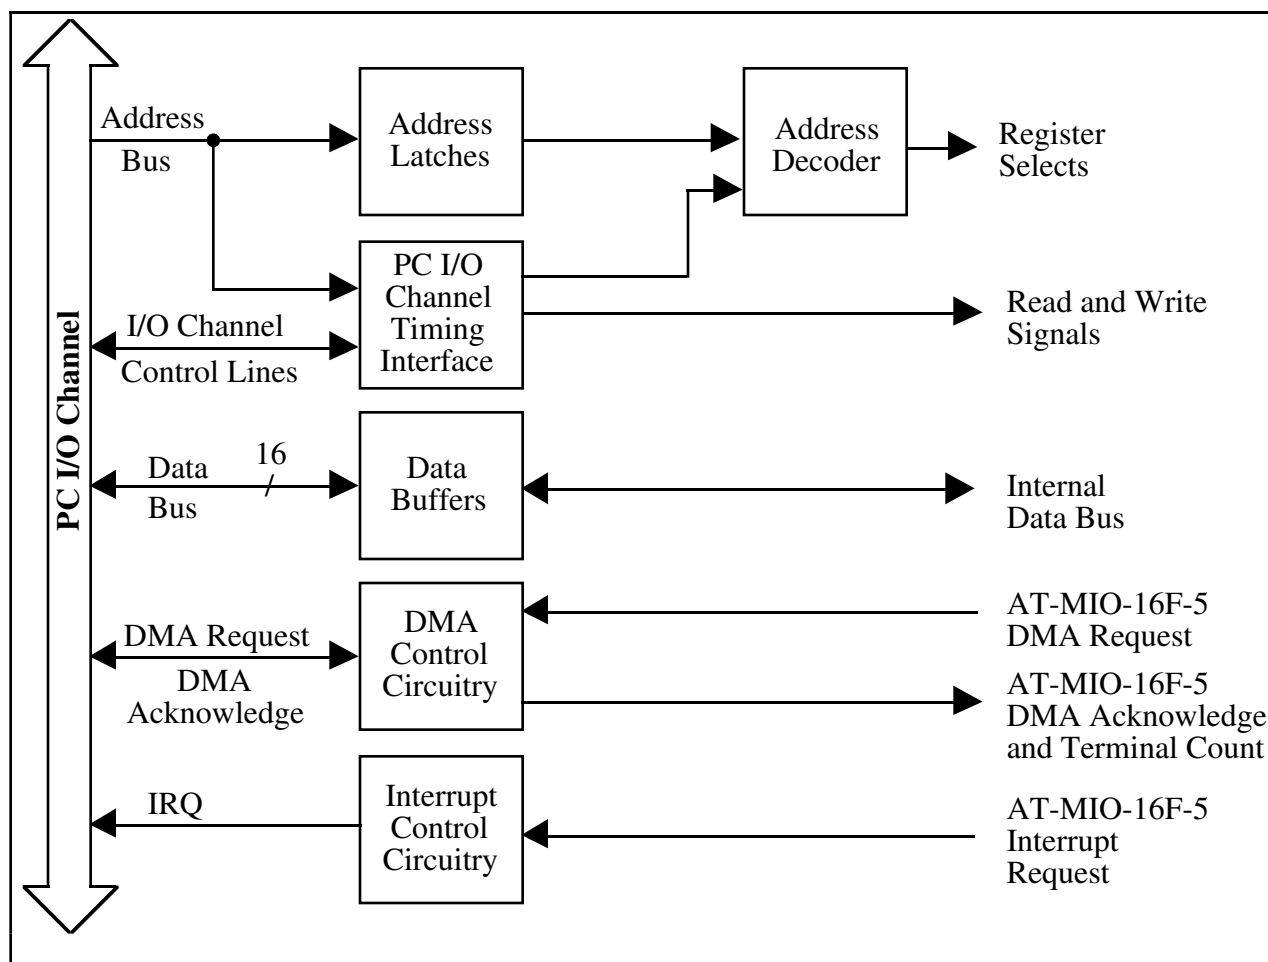 Address
Bus
Address
Latches
Address
Decoder
Register
Selects
PC I/O
Channel
Timing
Interface
I/O Channel
Control Lines
Read and Write
Signals
PC I/O Channel
Data
Bus
16
/
Data
Buffers
Internal
Data Bus
DMA Request
DMA
Acknowledge
DMA
Control
Circuitry
AT-MIO-16F-5
DMA Request
AT-MIO-16F-5
DMA Acknowledge
and Terminal Count
IRQ
Interrupt
Control
Circuitry
AT-MIO-16F-5
Interrupt
Request